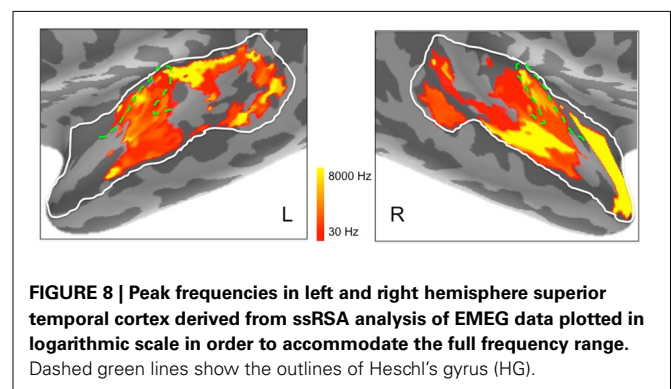 L
8000 Hz
30 Hz
R
FIGURE 8 | Peak frequencies in left and right hemisphere superior
temporal cortex derived from ssRSA analysis of EMEG data plotted in
logarithmic scale in order to accommodate the full frequency range.
Dashed green lines show the outlines of Heschl's gyrus (HG).